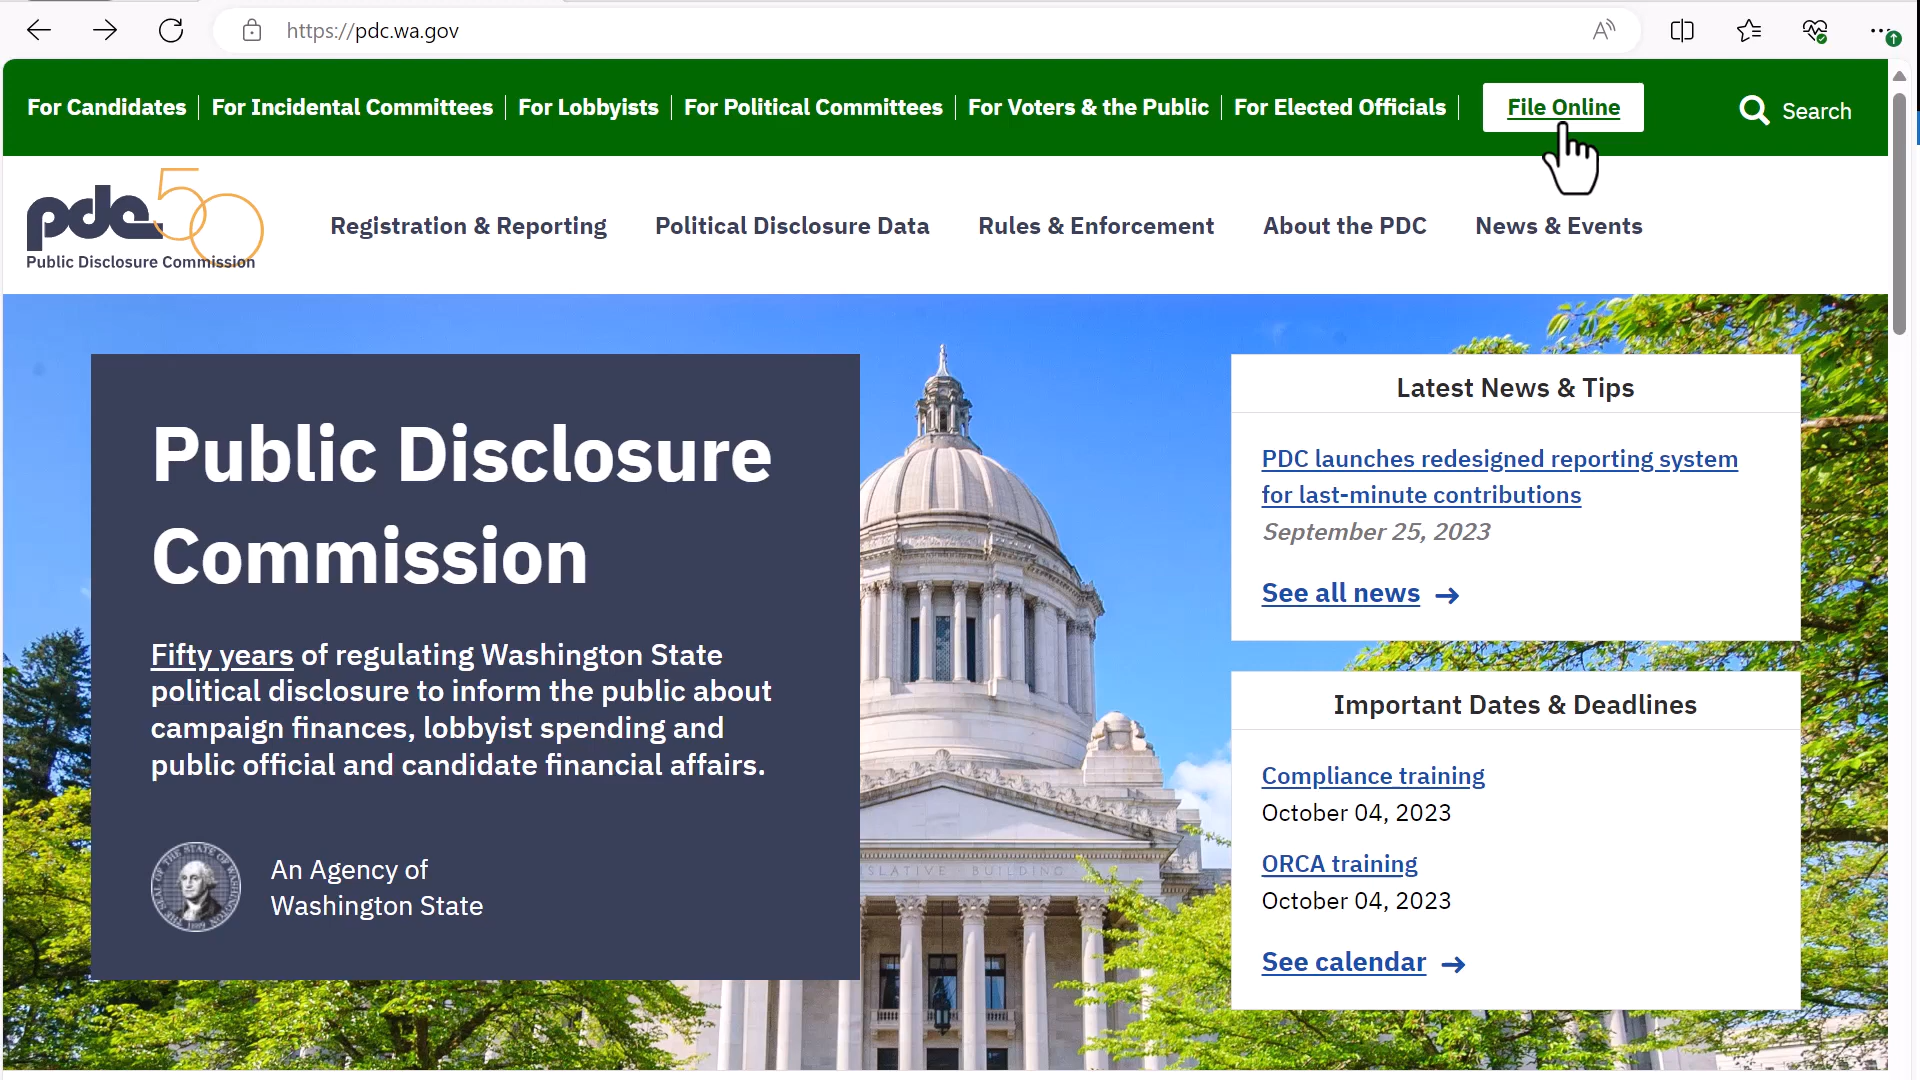 https://pdc.wa.gov
For Candidates
For Incidental Committees
For Lobbyists
For Political Committees
For Voters & the Public
For Elected Officials
File Online
Search
pdc 50
Public Disclosure Commission
Registration & Reporting
Political Disclosure Data
Rules & Enforcement
About the PDC
News & Events
Public Disclosure
Commission
Fifty years of regulating Washington State
political disclosure to inform the public about
campaign finances, lobbyist spending and
public official and candidate financial affairs.
An Agency of
Washington State
Latest News & Tips
PDC launches redesigned reporting system
for last-minute contributions
September 25, 2023
See all news →
Important Dates & Deadlines
Compliance training
October 04, 2023
ORCA training
October 04, 2023
See calendar →